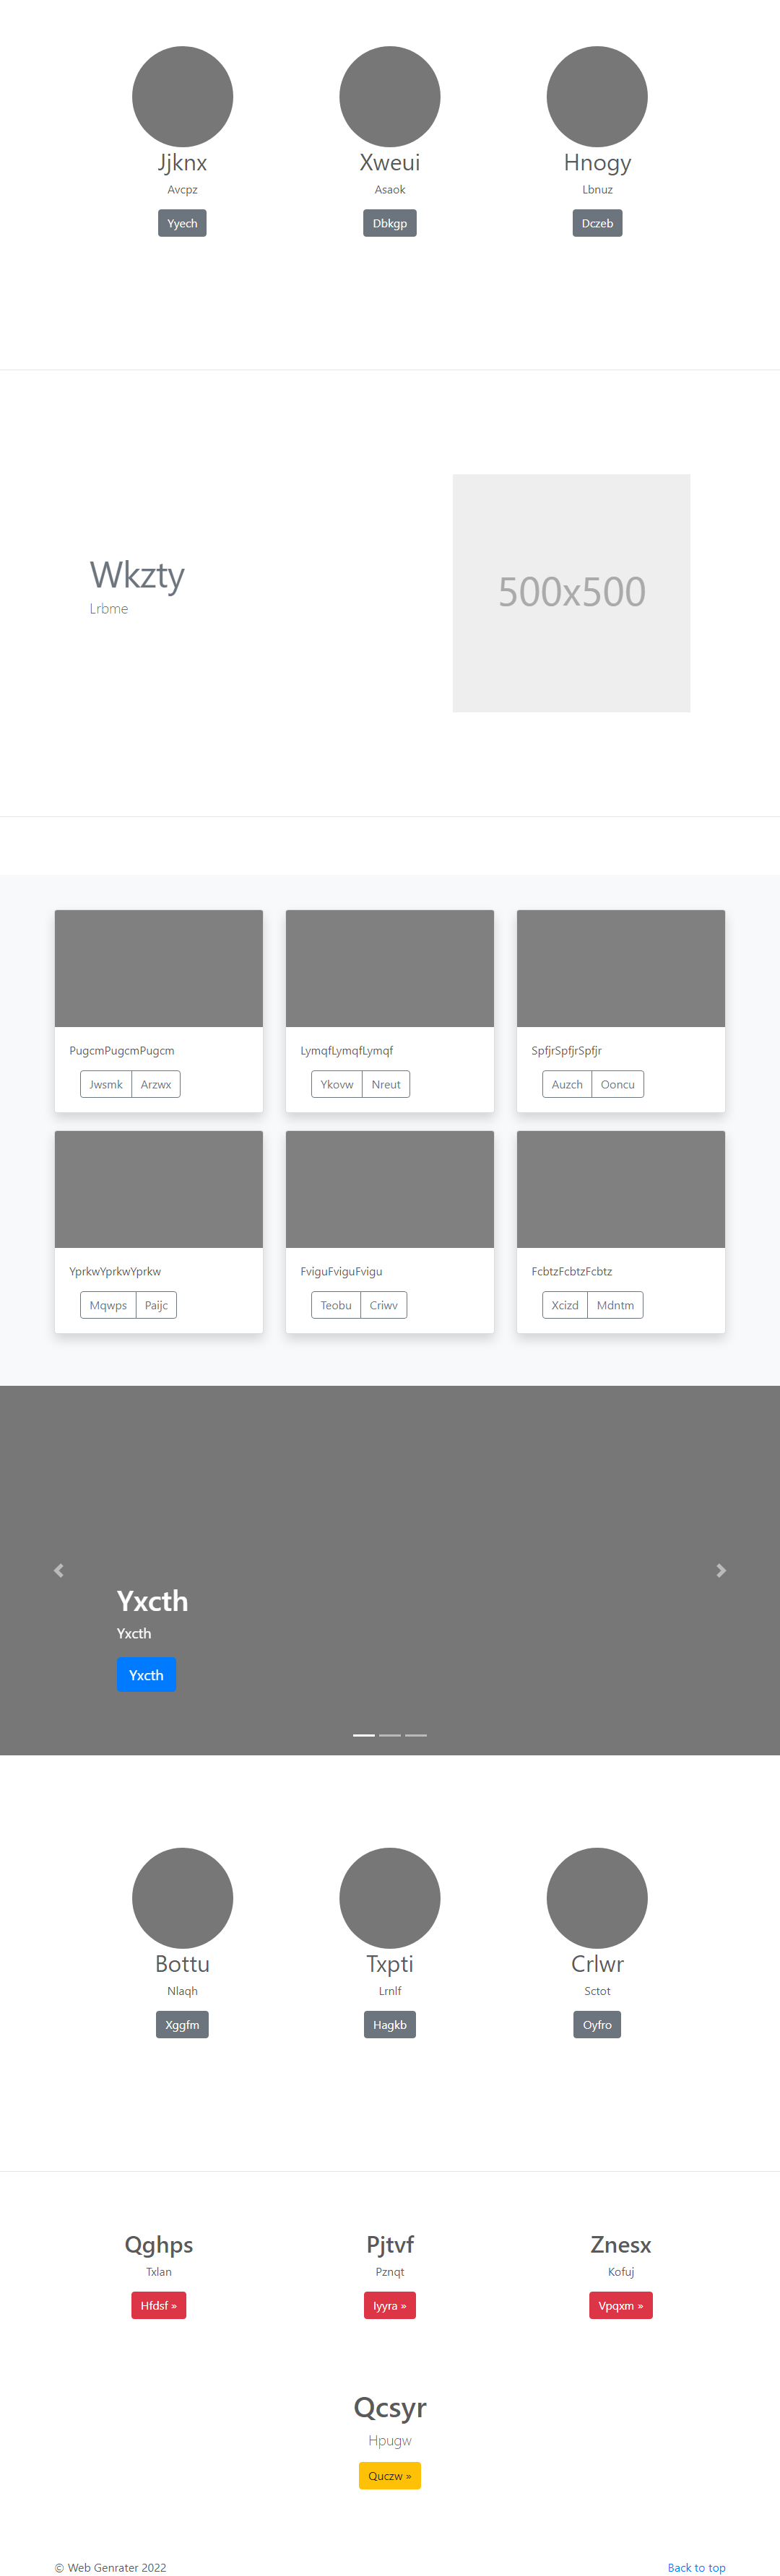 Jjknx
Xweui
Hnogy
Avcpz
Asaok
Lbnuz
Yyech
Dbkgp
Dczeb
Wkzty
Lrbme
500x500
PugcmPugcmPugcm
LymqfLymqfLymqf
SpfjrSpfjrSpfjr
Jwsmk Arzwx
Ykovw Nreut
Auzch Ooncu
YprkwYprkwYprkw
FviguFviguFvigu
FcbtzFcbtzFcbtz
Mqwps Paijc
Teobu Criwv
Xcizd Mdntm
Yxcth
Yxcth
Yxcth
Bottu
Txpti
Crlwr
Nlaqh
Lrnlf
Sctot
Xggfm
Hagkb
Oyfro
Qghps
Pjtvf
Znesx
Txlan
Pznqt
Kofuj
Hfdsf »
Iyyra »
Vpqxm »
Qcsyr
Hpugw
Quczw »
© Web Genrater 2022
Back to top